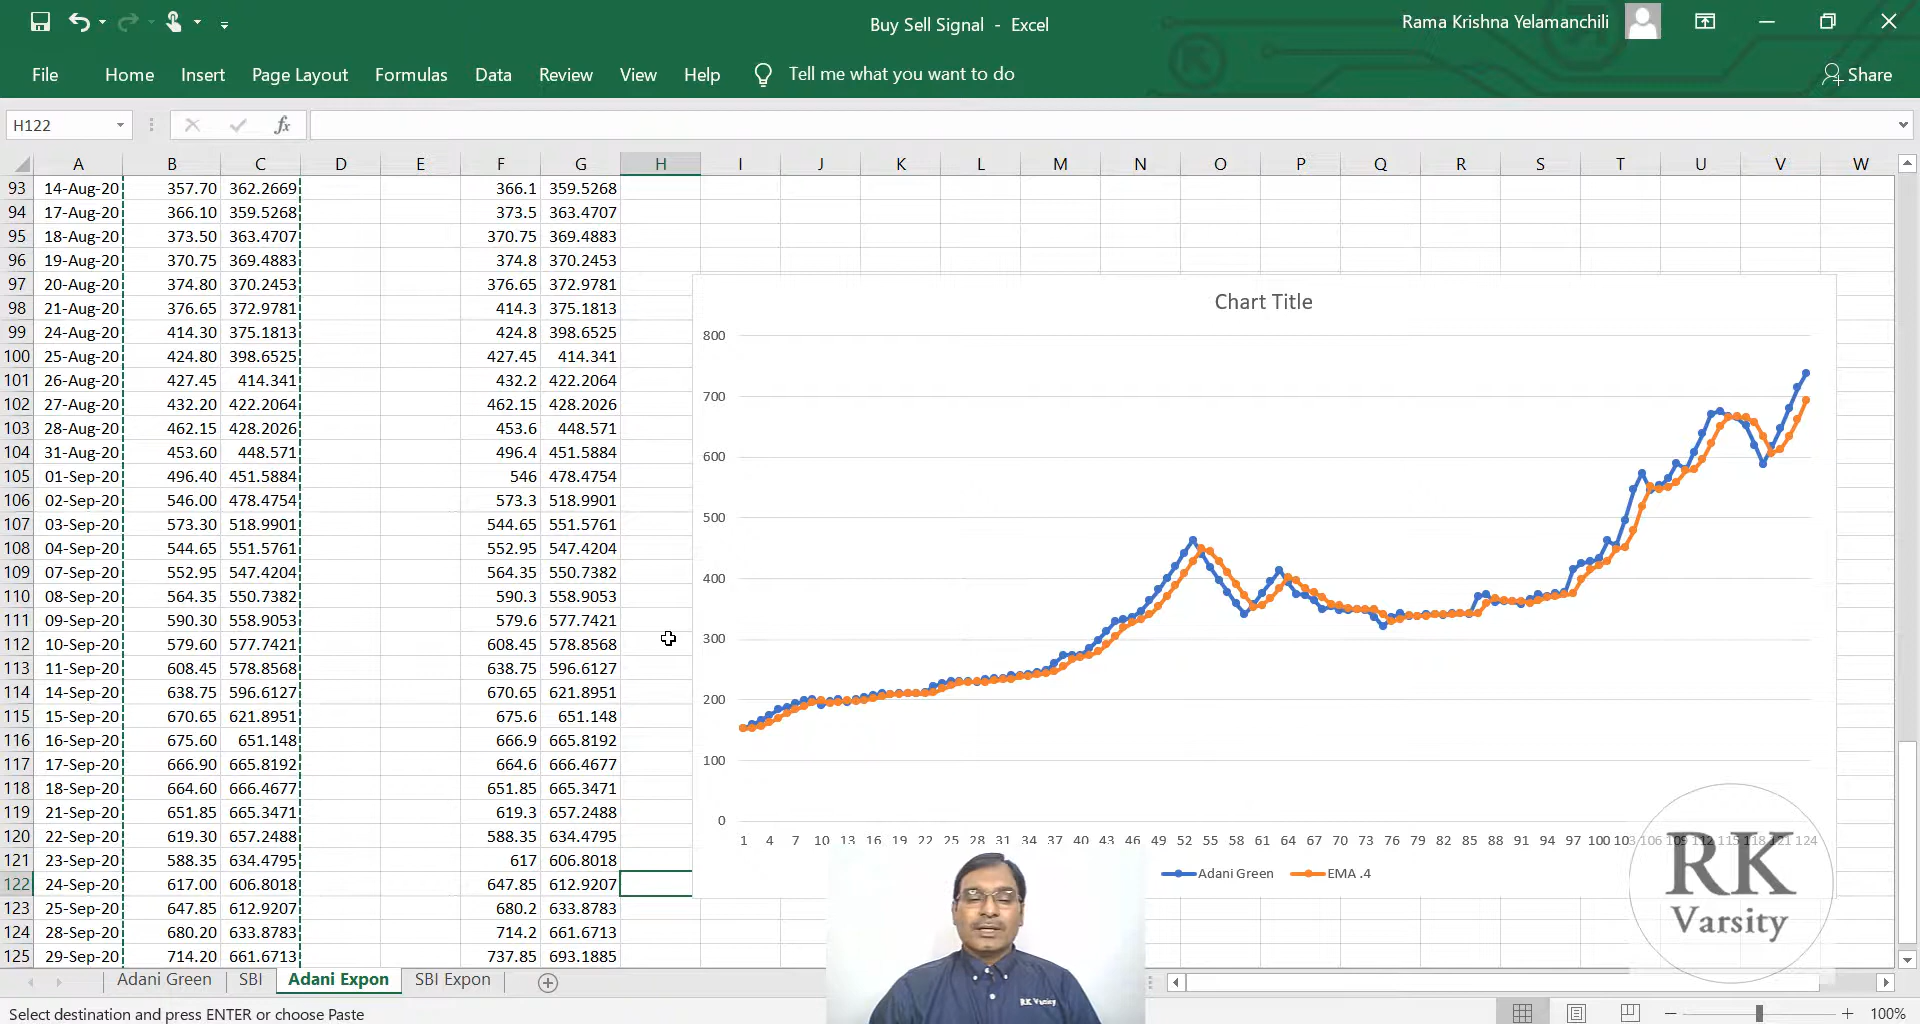 Buy Sell Signal - Excel
Rama Krishna Yelamanchili
File Home Insert Page Layout Formulas Data Review View Help Tell me what you want to do
Share
H122
fx
A B C D E F G H I J K L M N O P Q R S T U V W
93 14-Aug-20 357.70 362.2669 366.1 359.5268
94 17-Aug-20 366.10 359.5268 373.5 363.4707
95 18-Aug-20 373.50 363.4707 370.75 369.4883
96 19-Aug-20 370.75 369.4883 374.8 370.2453
97 20-Aug-20 374.80 370.2453 376.65 372.9781
98 21-Aug-20 376.65 372.9781 414.3 375.1813
99 24-Aug-20 414.30 375.1813 424.8 398.6525
100 25-Aug-20 424.80 398.6525 427.45 414.341
101 26-Aug-20 427.45 414.341 432.2 422.2064
102 27-Aug-20 432.20 422.2064 462.15 428.2026
103 28-Aug-20 462.15 428.2026 453.6 448.571
104 31-Aug-20 453.60 448.571 496.4 451.5884
105 01-Sep-20 496.40 451.5884 546 478.4754
106 02-Sep-20 546.00 478.4754 573.3 518.9901
107 03-Sep-20 573.30 518.9901 544.65 551.5761
108 04-Sep-20 544.65 551.5761 552.95 547.4204
109 07-Sep-20 552.95 547.4204 564.35 550.7382
110 08-Sep-20 564.35 550.7382 590.3 558.9053
111 09-Sep-20 590.30 558.9053 579.6 577.7421
112 10-Sep-20 579.60 577.7421 608.45 578.8568
113 11-Sep-20 608.45 578.8568 638.75 596.6127
114 14-Sep-20 638.75 596.6127 670.65 621.8951
115 15-Sep-20 670.65 621.8951 675.6 651.148
116 16-Sep-20 675.60 651.148 666.9 665.8192
117 17-Sep-20 666.90 665.8192 664.6 666.4677
118 18-Sep-20 664.60 666.4677 651.85 665.3471
119 21-Sep-20 651.85 665.3471 619.3 657.2488
120 22-Sep-20 619.30 657.2488 588.35 634.4795
121 23-Sep-20 588.35 634.4795 617 606.8018
122 24-Sep-20 617.00 606.8018 647.85 612.9207
123 25-Sep-20 647.85 612.9207 680.2 633.8783
124 28-Sep-20 680.20 633.8783 714.2 661.6713
125 29-Sep-20 714.20 661.6713 737.85 693.1885
Chart Title
800
700
600
500
400
300
200
100
0
1 4 7 10 13 16 19 22 25 28 31 34 37 40 43 46 49 52 55 58 61 64 67 70 73 76 79 82 85 88 91 94 97 100 103 106 109 112 115 118 121 124
Adani Green EMA .4
RK
Varsity
RK Varsity
Adani Green SBI Adani Expon SBI Expon
Select destination and press ENTER or choose Paste
100%